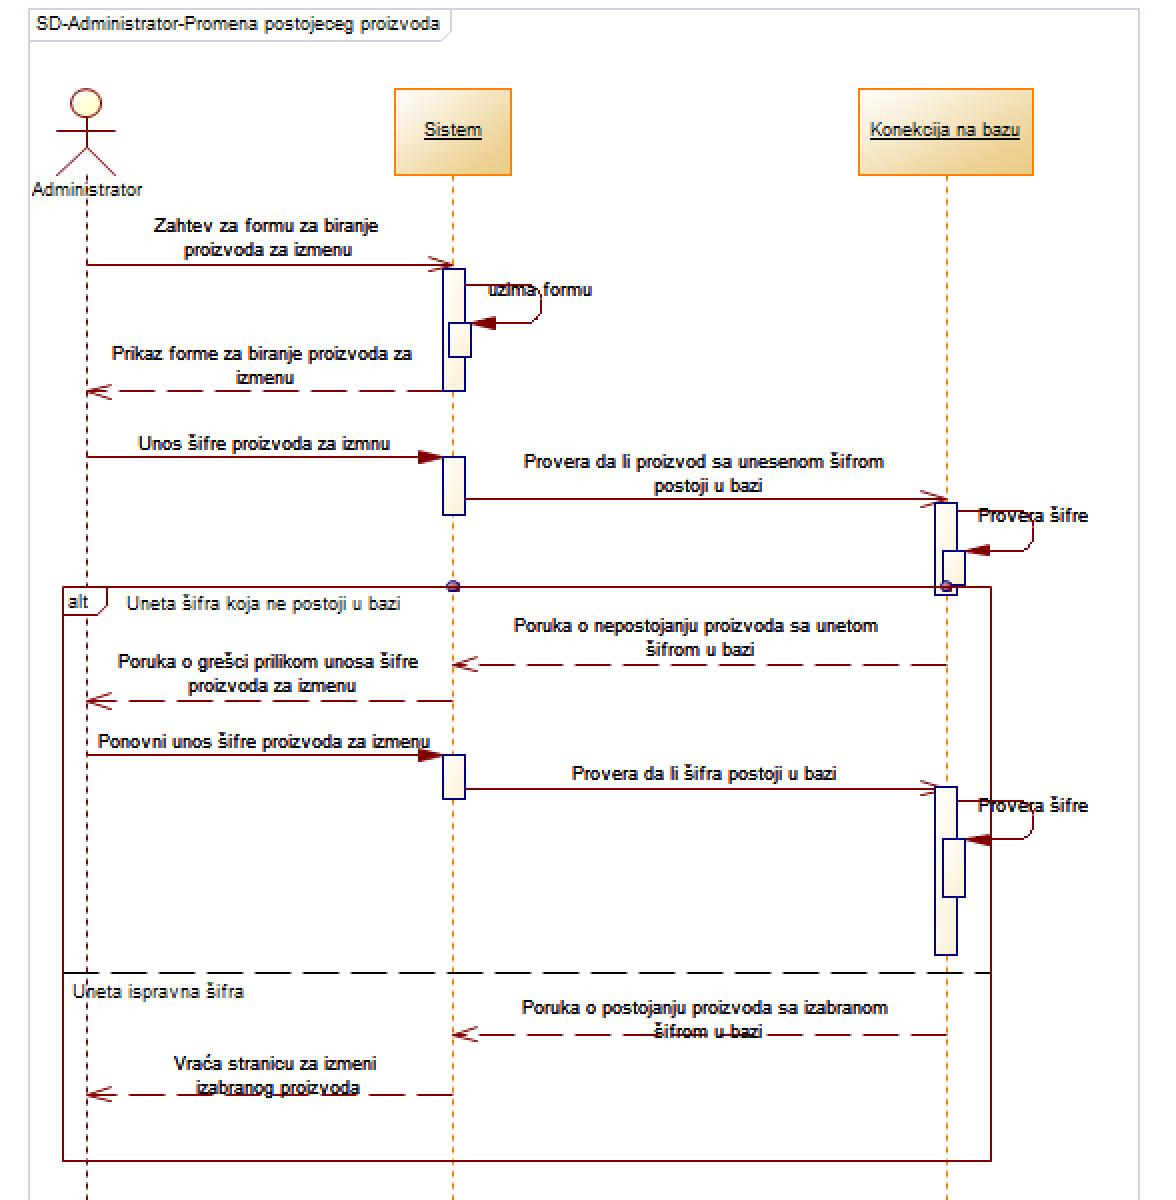 SD-Administrator-Promena postojeceg proizvoda
Administrator
Sistem
Konekcija na bazu
Zahtev za formu za biranje
proizvoda za izmenu
uzima formu
Prikaz forme za biranje proizvoda za
izmenu
Unos šifre proizvoda za izmnu
Provera da li proizvod sa unesenom šifrom
postoji u bazi
Provera šifre
alt
Uneta šifra koja ne postoji u bazi
Poruka o nepostojanju proizvoda sa unetom
šifrom u bazi
Poruka o grešci prilikom unosa šifre
proizvoda za izmenu
Ponovni unos šifre proizvoda za izmenu
Provera da li šifra postoji u bazi
Provera šifre
Uneta ispravna šifra
Poruka o postojanju proizvoda sa izabranom
šifrom u bazi
Vraća stranicu za izmeni
izabranog proizvoda